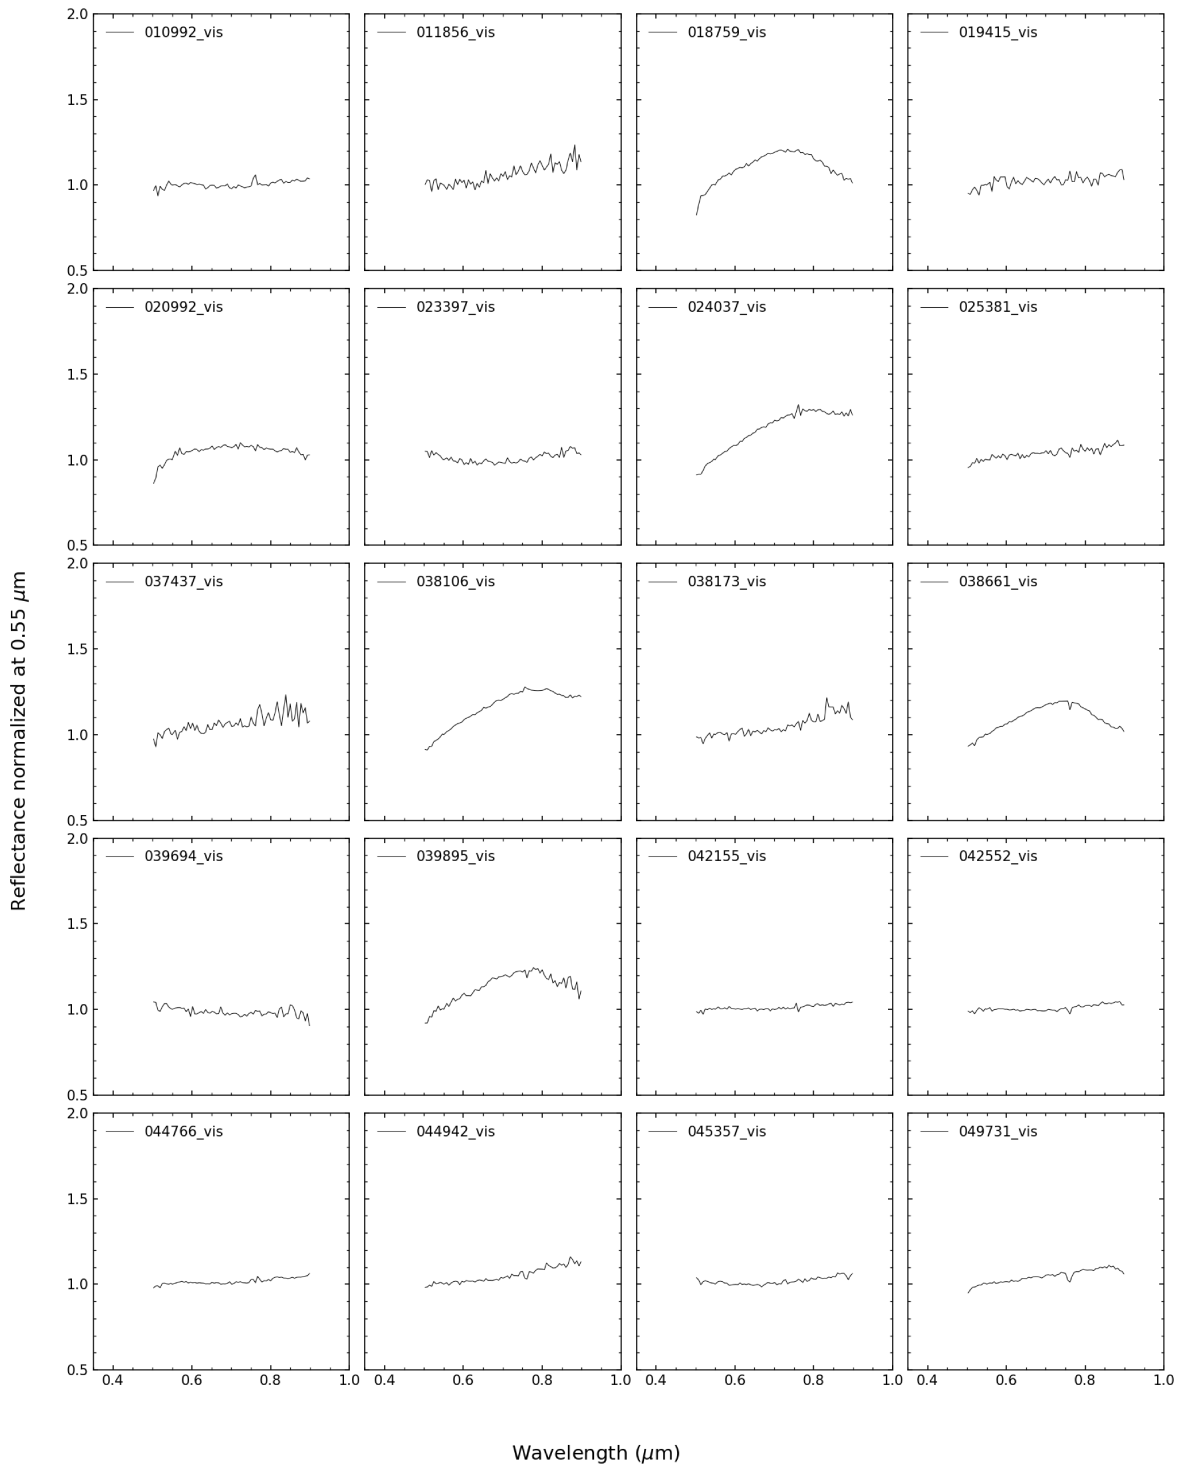 2.0
010992_vis
011856_vis
018759_vis
019415_vis
1.5
1.0
0.5
2.0
020992_vis
023397_vis
024037_vis
025381_vis
1.5
1.0
0.5
2.0
037437_vis
038106_vis
038173_vis
038661_vis
1.5
1.0
0.5
2.0
039694_vis
039895_vis
042155_vis
042552_vis
1.5
1.0
0.5
2.0
044766_vis
044942_vis
045357_vis
049731_vis
1.5
1.0
0.5
0.4 0.6 0.8 1.0 0.4 0.6 0.8 1.0 0.4 0.6 0.8 1.0 0.4 0.6 0.8 1.0
Reflectance normalized at 0.55 μm
Wavelength (μm)